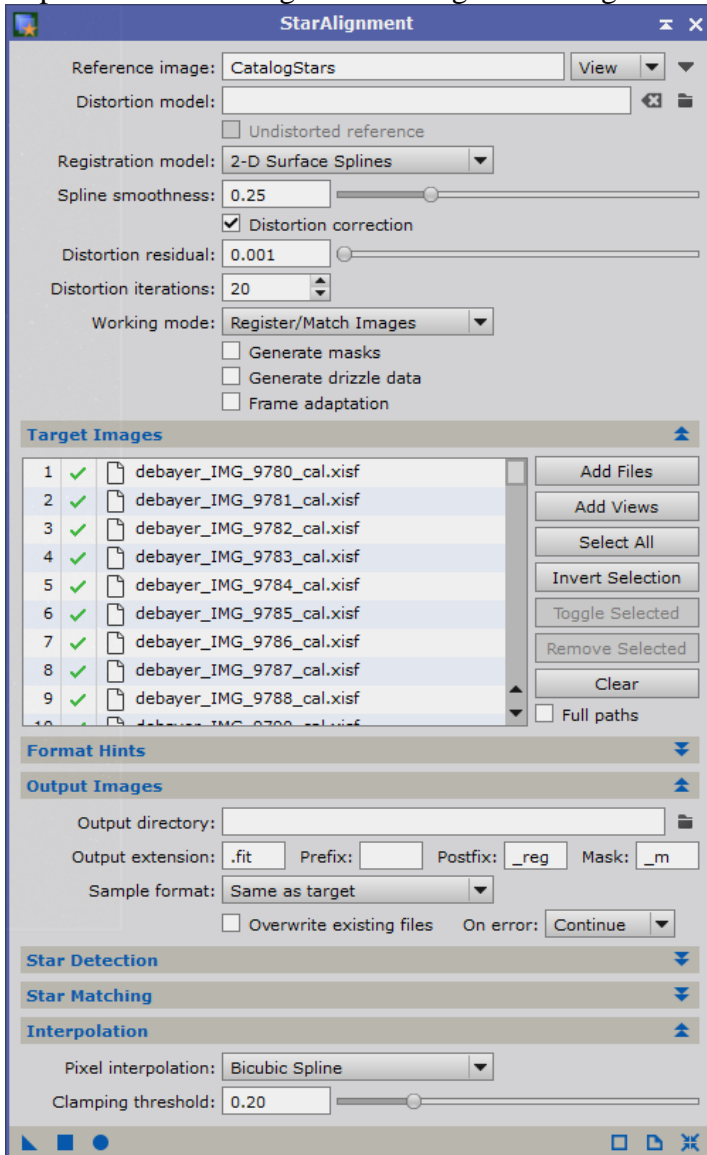 StarAlignment
Reference image: CatalogStars View
Distortion model:
Undistorted reference
Registration model: 2-D Surface Splines
Spline smoothness: 0.25
Distortion correction
Distortion residual: 0.001
Distortion iterations: 20
Working mode: Register/Match Images
Generate masks
Generate drizzle data
Frame adaptation
Target Images
1 debayer_IMG_9780_cal.xisf Add Files
2 debayer_IMG_9781_cal.xisf Add Views
3 debayer_IMG_9782_cal.xisf Select All
4 debayer_IMG_9783_cal.xisf
5 debayer_IMG_9784_cal.xisf Invert Selection
6 debayer_IMG_9785_cal.xisf Toggle Selected
7 debayer_IMG_9786_cal.xisf Remove Selected
8 debayer_IMG_9787_cal.xisf
9 debayer_IMG_9788_cal.xisf Clear
Full paths
Format Hints
Output Images
Output directory:
Output extension: .fit Prefix: Postfix: _reg Mask: _m
Sample format: Same as target
Overwrite existing files On error: Continue
Star Detection
Star Matching
Interpolation
Pixel interpolation: Bicubic Spline
Clamping threshold: 0.20